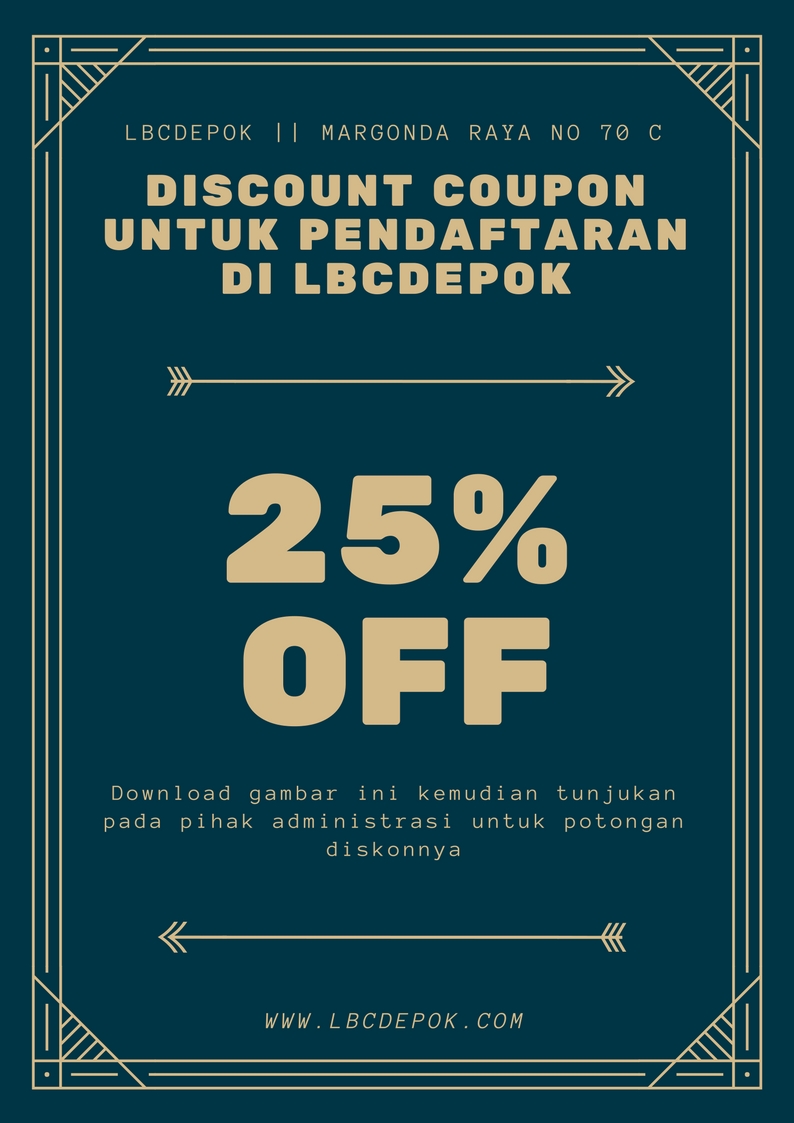 LBCDEPOK || MARGONDA RAYA NO 70 C
DISCOUNT COUPON
UNTUK PENDAFTARAN
DI LBCDEPOK
25%
OFF
Download gambar ini kemudian tunjukan
pada pihak administrasi untuk potongan
diskonnya
WWW.LBCDEPOK.COM